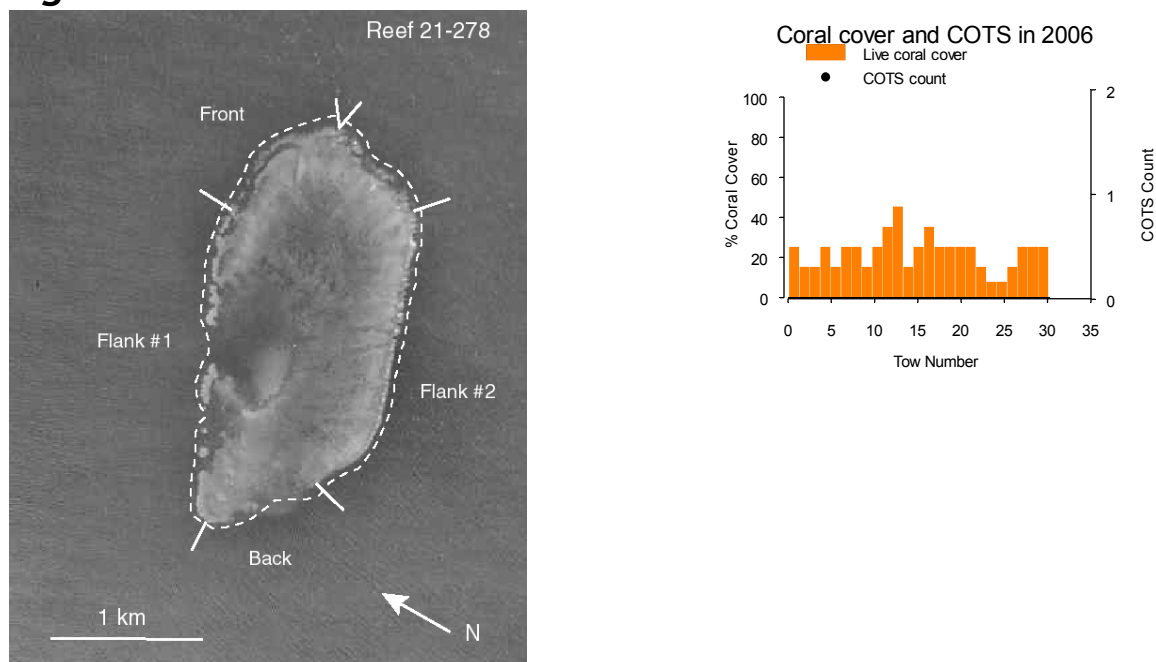 Reef 21-278
Front
Flank #1
Flank #2
Back
1 km
N
Coral cover and COTS in 2006
Live coral cover
COTS count
100
80
60
40
20
0
% Coral Cover
2
1
0
COTS Count
0 5 10 15 20 25 30 35
Tow Number